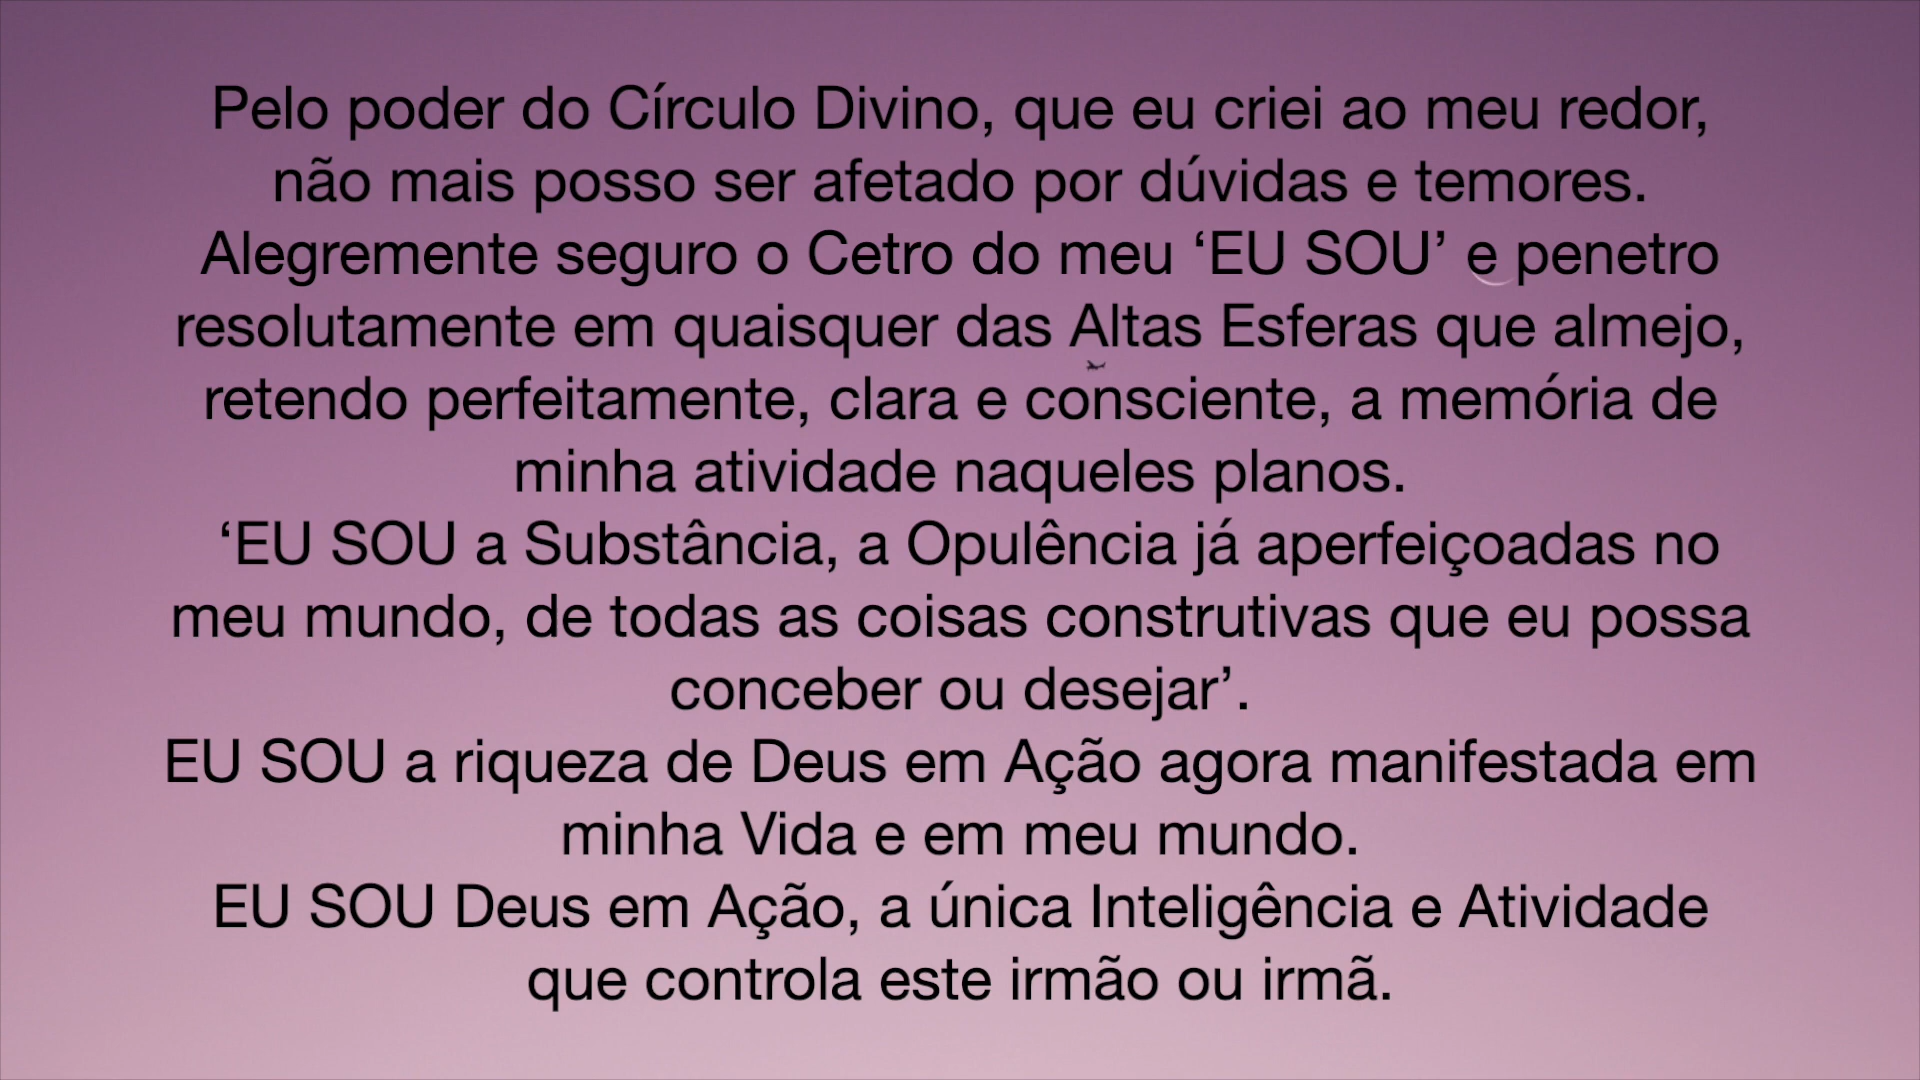 Pelo poder do Círculo Divino, que eu criei ao meu redor,
não mais posso ser afetado por dúvidas e temores.
Alegremente seguro o Cetro do meu ‘EU SOU’ e penetro
resolutamente em quaisquer das Altas Esferas que almejo,
retendo perfeitamente, clara e consciente, a memória de
minha atividade naqueles planos.
‘EU SOU a Substância, a Opulência já aperfeiçoadas no
meu mundo, de todas as coisas construtivas que eu possa
conceber ou desejar’.
EU SOU a riqueza de Deus em Ação agora manifestada em
minha Vida e em meu mundo.
EU SOU Deus em Ação, a única Inteligência e Atividade
que controla este irmão ou irmã.